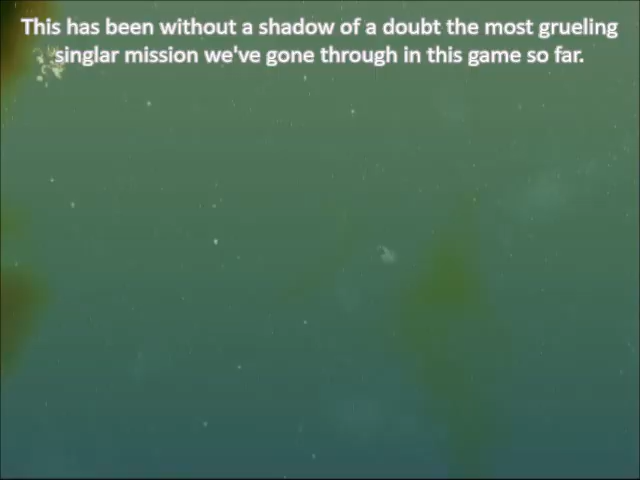 This has been without a shadow of a doubt the most grueling
singlar mission we've gone through in this game so far.